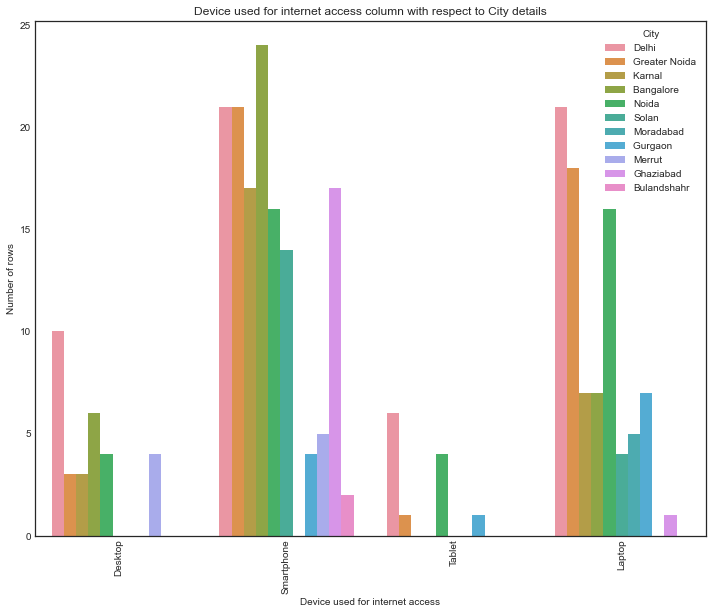 Device used for internet access column with respect to City details
25
20
15
10
5
0
Number of rows
City
Delhi
Greater Noida
Karnal
Bangalore
Noida
Solan
Moradabad
Gurgaon
Merrut
Ghaziabad
Bulandshahr
Desktop
Smartphone
Tablet
Laptop
Device used for internet access